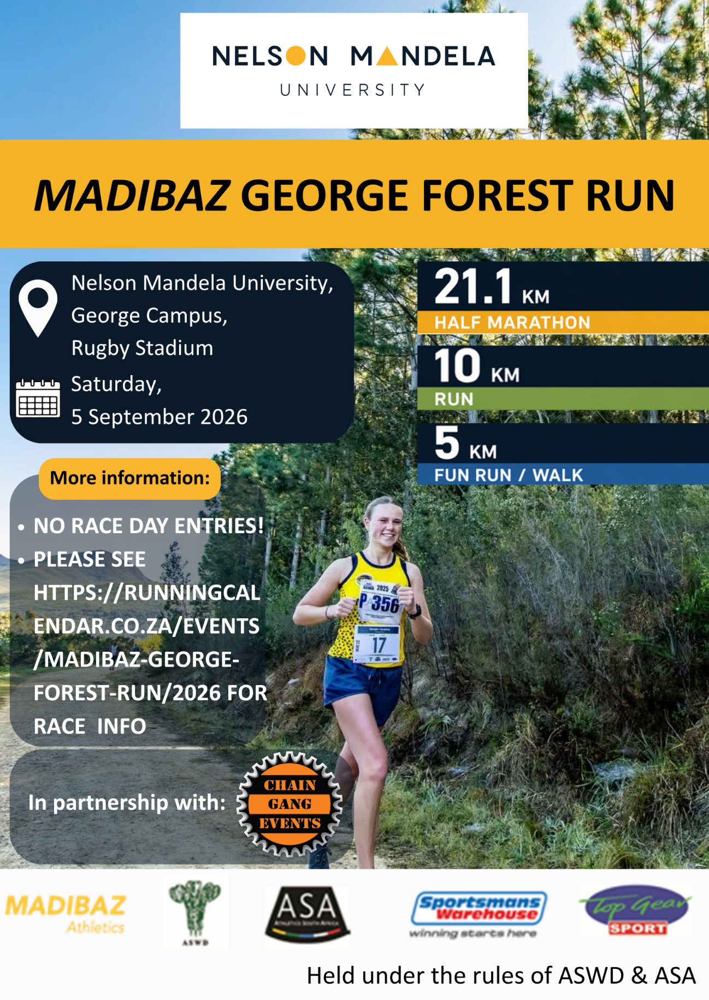 NELSON MANDELA
UNIVERSITY
MADIBAZ GEORGE FOREST RUN
Nelson Mandela University,
George Campus,
Rugby Stadium
Saturday,
5 September 2026
21.1 KM
HALF MARATHON
10 KM
RUN
5 KM
FUN RUN / WALK
More information:
• NO RACE DAY ENTRIES!
• PLEASE SEE
HTTPS://RUNNINGCAL
ENDAR.CO.ZA/EVENTS
/MADIBAZ-GEORGE-
FOREST-RUN/2026 FOR
RACE INFO
ASWD 2025
P 356
17
In partnership with:
CHAIN
GANG
EVENTS
MADIBAZ
Athletics
ASWD
ASA
ATHLETICS SOUTH AFRICA
Sportsmans
Warehouse
winning starts here
Top Gear
SPORT
Held under the rules of ASWD & ASA